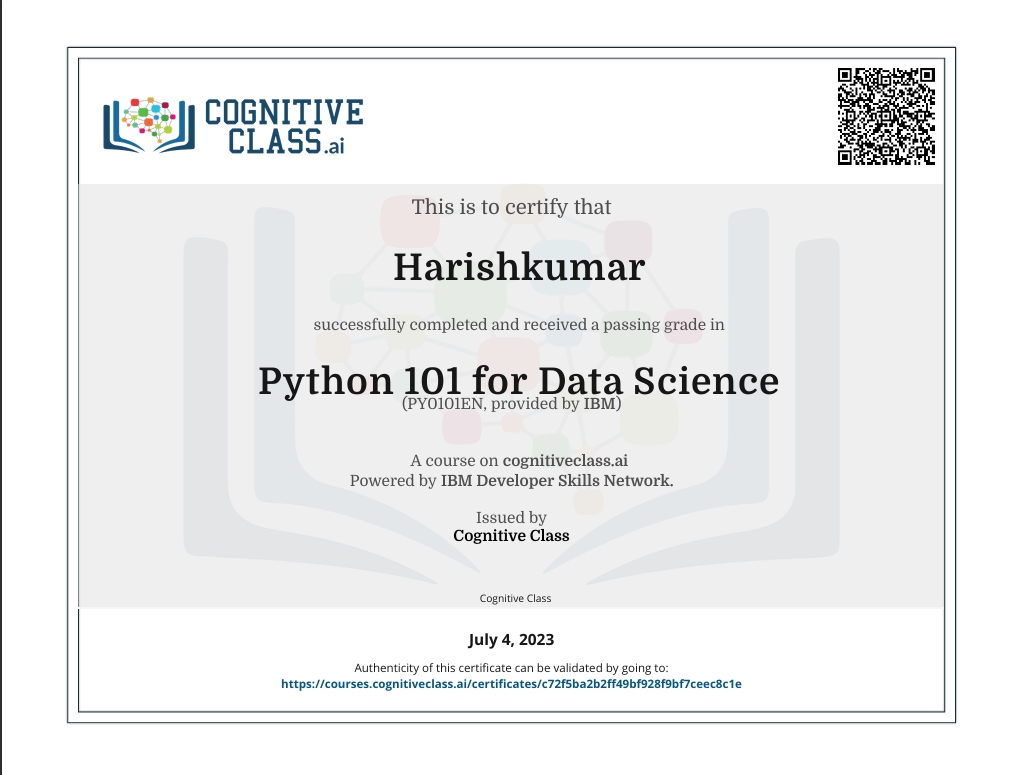 COGNITIVE
CLASS.ai
This is to certify that
Harishkumar
successfully completed and received a passing grade in
Python 101 for Data Science
(PY0101EN, provided by IBM)
A course on cognitiveclass.ai
Powered by IBM Developer Skills Network.
Issued by
Cognitive Class
Cognitive Class
July 4, 2023
Authenticity of this certificate can be validated by going to:
https://courses.cognitiveclass.ai/certificates/c72f5ba2b2ff49bf928f9bf7ceec8c1e